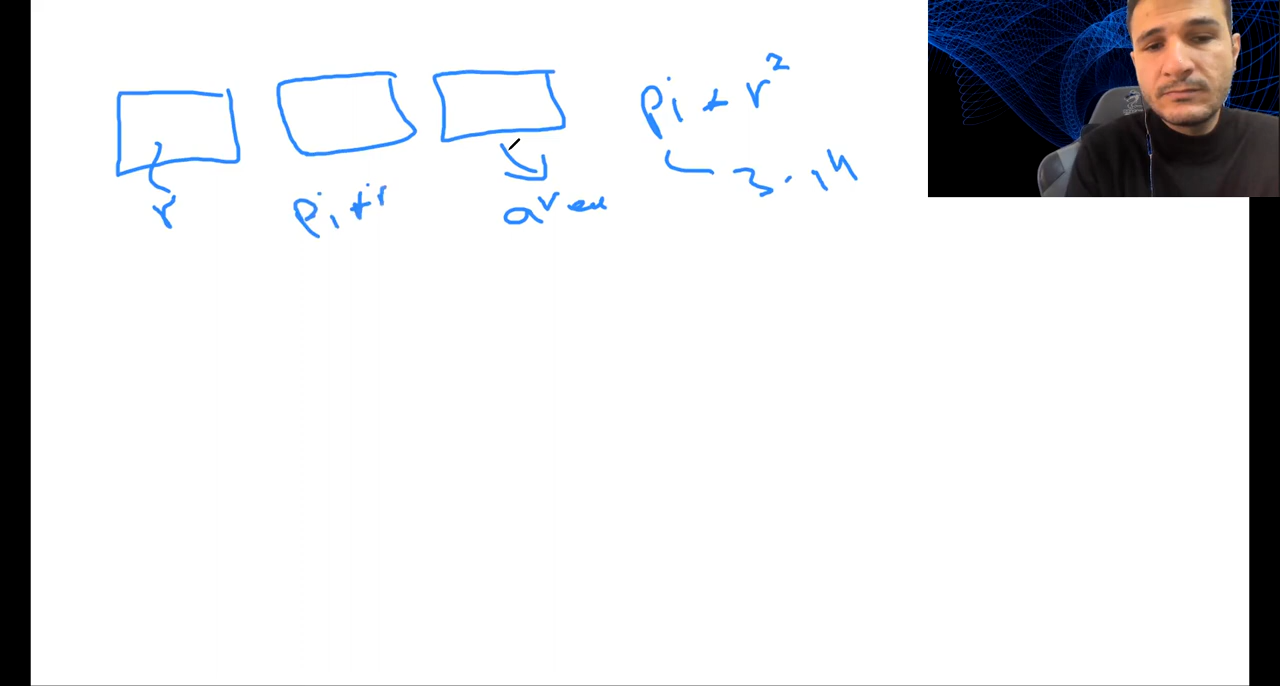 pi * r²
3.14
r
pi * r
area